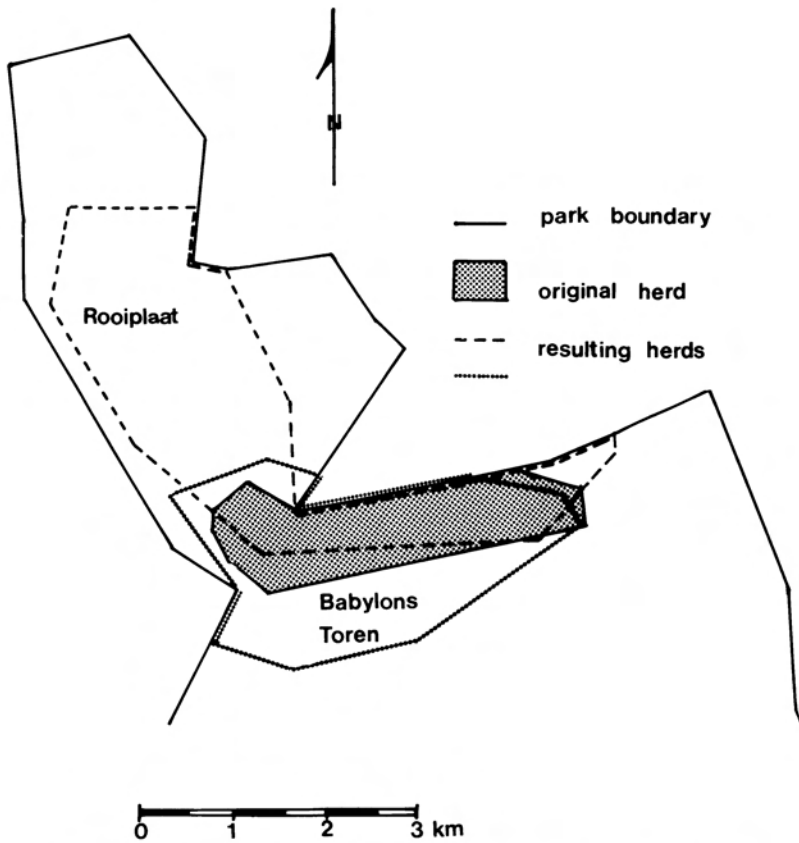 N
park boundary
original herd
Rooiplaat
resulting herds
Babylons
Toren
0 1 2 3 km